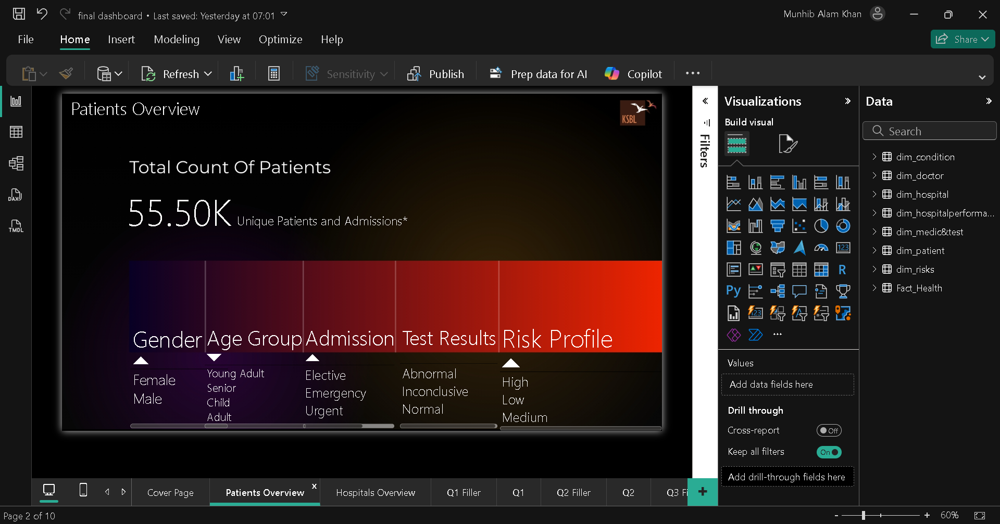 final dashboard • Last saved: Yesterday at 07:01
Munhib Alam Khan
File
Home
Insert
Modeling
View
Optimize
Help
Share
Refresh
Sensitivity
Publish
Prep data for AI
Copilot
Patients Overview
KSBL
Total Count Of Patients
55.50K Unique Patients and Admissions*
Gender
Age Group
Admission
Test Results
Risk Profile
Female
Male
Young Adult
Senior
Child
Adult
Elective
Emergency
Urgent
Abnormal
Inconclusive
Normal
High
Low
Medium
DAX
TMDL
Filters
Visualizations
Build visual
123
R
Py
123
Values
Add data fields here
Drill through
Cross-report
Off
Keep all filters
On
Add drill-through fields here
Data
Search
dim_condition
dim_doctor
dim_hospital
dim_hospitalperforma...
dim_medic&test
dim_patient
dim_risks
Fact_Health
Cover Page
Patients Overview
x
Hospitals Overview
Q1 Filler
Q1
Q2 Filler
Q2
Q3 Fi
+
Page 2 of 10
- + 60%